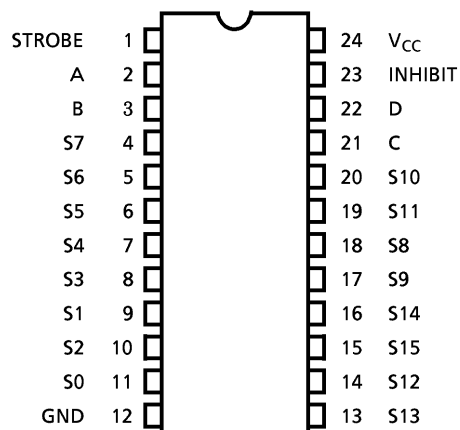 STROBE 1 24 VCC
A 2 23 INHIBIT
B 3 22 D
S7 4 21 C
S6 5 20 S10
S5 6 19 S11
S4 7 18 S8
S3 8 17 S9
S1 9 16 S14
S2 10 15 S15
S0 11 14 S12
GND 12 13 S13